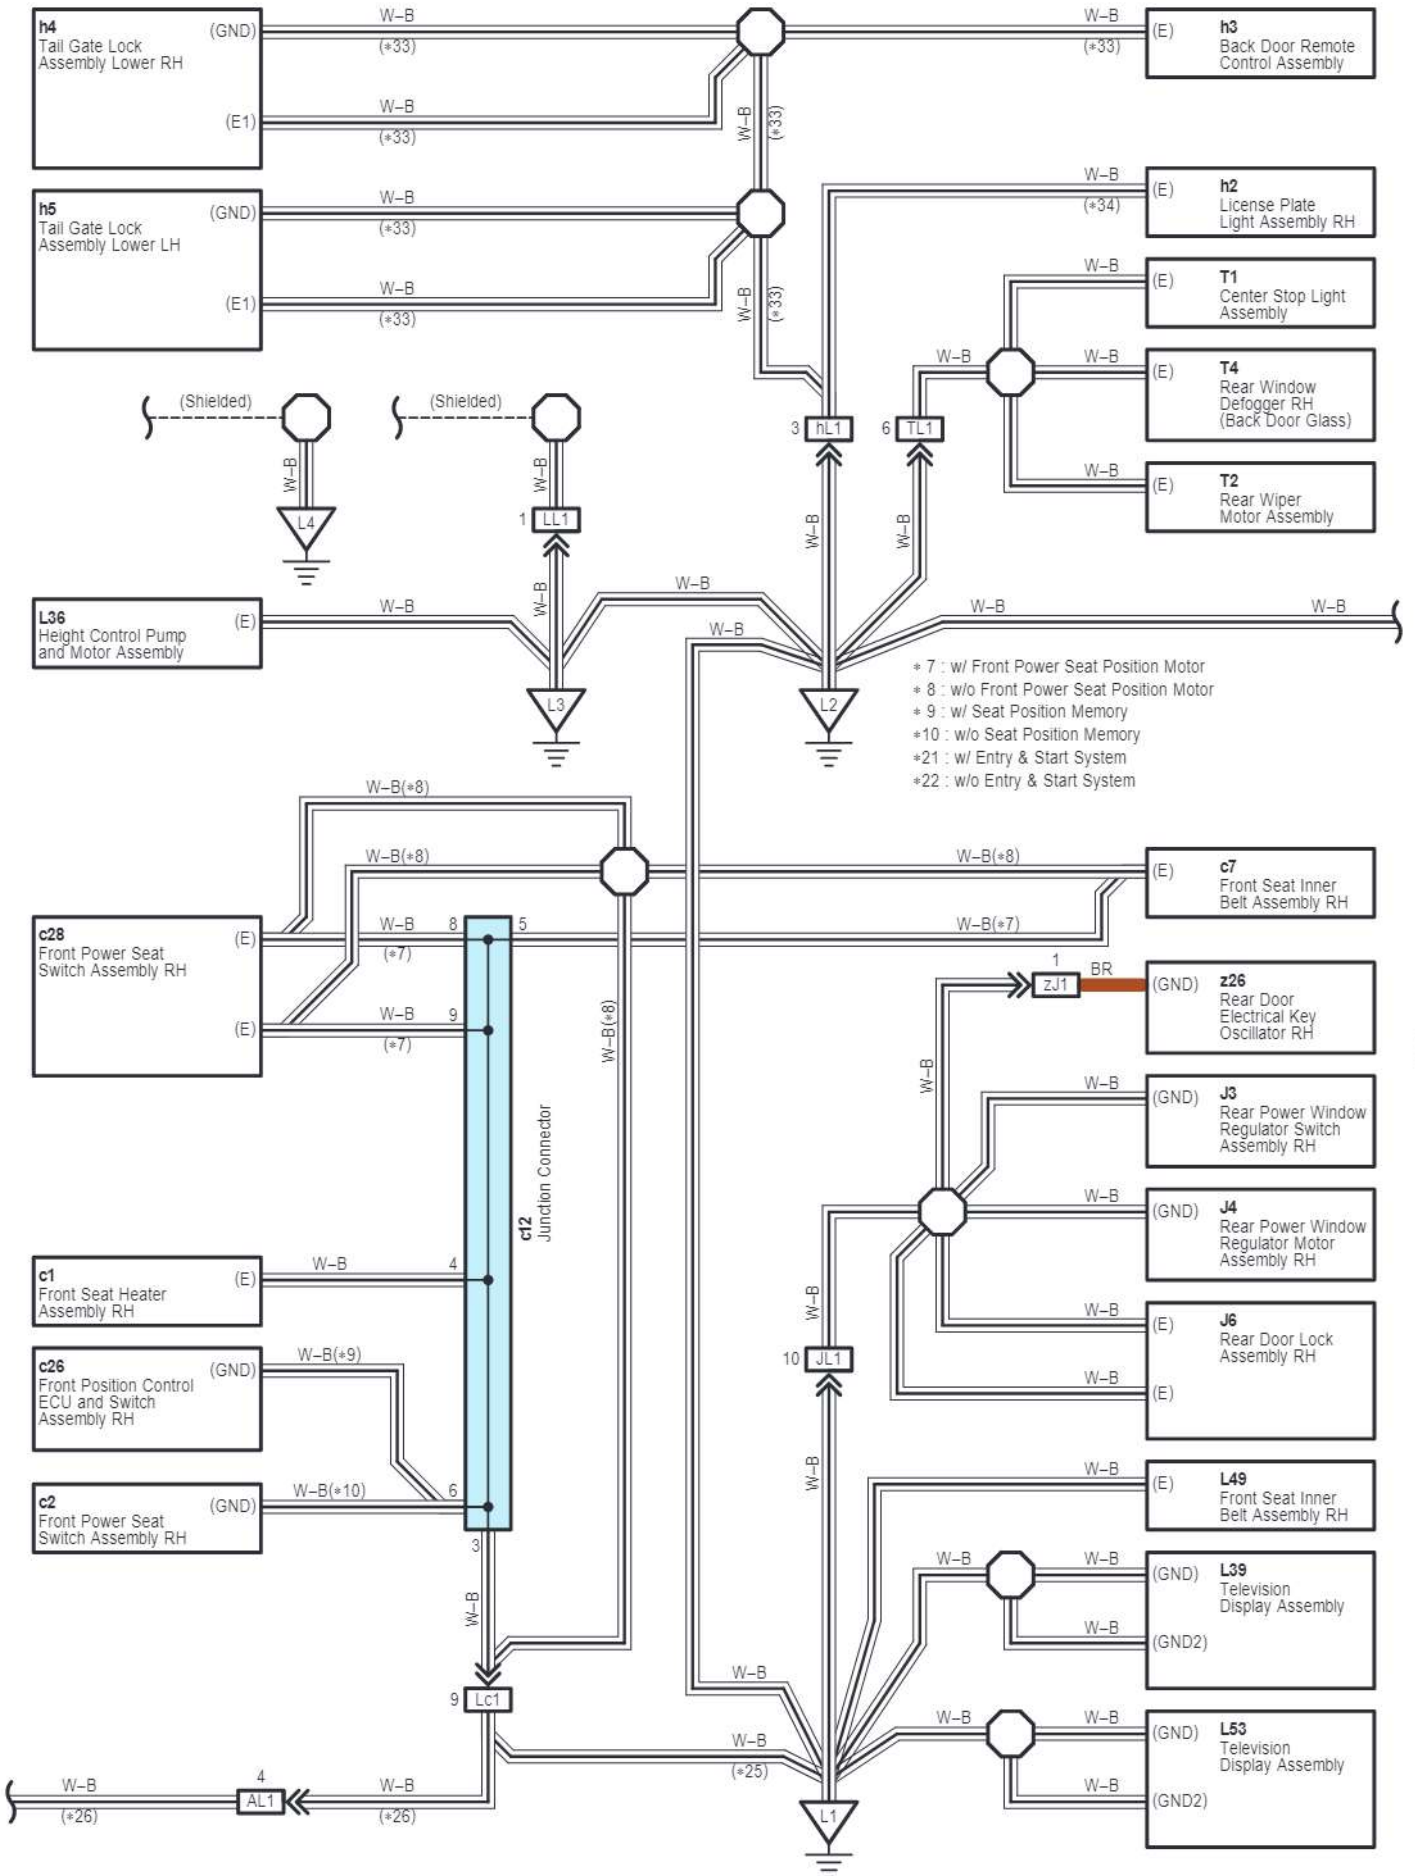 h4
Tail Gate Lock
Assembly Lower RH
(GND)
(E1)
W–B
(∗33)
W–B
(∗33)
W–B
(∗33)
(E)
h3
Back Door Remote
Control Assembly
W–B
(∗33)
h5
Tail Gate Lock
Assembly Lower LH
(GND)
(E1)
W–B
(∗33)
W–B
(∗33)
W–B
(∗33)
W–B
(∗34)
(E)
h2
License Plate
Light Assembly RH
W–B
(E)
T1
Center Stop Light
Assembly
W–B
W–B
(E)
T4
Rear Window
Defogger RH
(Back Door Glass)
W–B
(E)
T2
Rear Wiper
Motor Assembly
(Shielded)
(Shielded)
W–B
W–B
L4
1
LL1
3
hL1
6
TL1
W–B
W–B
W–B
L36
Height Control Pump
and Motor Assembly
(E)
W–B
W–B
W–B
W–B
W–B
L3
L2
∗ 7 : w/ Front Power Seat Position Motor
∗ 8 : w/o Front Power Seat Position Motor
∗ 9 : w/ Seat Position Memory
∗10 : w/o Seat Position Memory
∗21 : w/ Entry & Start System
∗22 : w/o Entry & Start System
W–B(∗8)
W–B(∗8)
W–B(∗8)
(E)
c7
Front Seat Inner
Belt Assembly RH
c28
Front Power Seat
Switch Assembly RH
(E)
(E)
W–B
(∗7)
8
5
W–B(∗7)
W–B
(∗7)
9
W–B(∗8)
1
zJ1
BR
(GND)
z26
Rear Door
Electrical Key
Oscillator RH
W–B
W–B
(GND)
J3
Rear Power Window
Regulator Switch
Assembly RH
c12
Junction Connector
W–B
(GND)
J4
Rear Power Window
Regulator Motor
Assembly RH
c1
Front Seat Heater
Assembly RH
(E)
W–B
4
W–B
W–B
(E)
W–B
(E)
J6
Rear Door Lock
Assembly RH
10
JL1
c26
Front Position Control
ECU and Switch
Assembly RH
(GND)
W–B(∗9)
c2
Front Power Seat
Switch Assembly RH
(GND)
W–B(∗10)
6
3
W–B
W–B
W–B
(E)
L49
Front Seat Inner
Belt Assembly RH
W–B
W–B
(GND)
W–B
(GND2)
L39
Television
Display Assembly
9
Lc1
W–B
W–B
(∗25)
W–B
W–B
(GND)
W–B
(GND2)
L53
Television
Display Assembly
W–B
(∗26)
4
AL1
W–B
(∗26)
L1